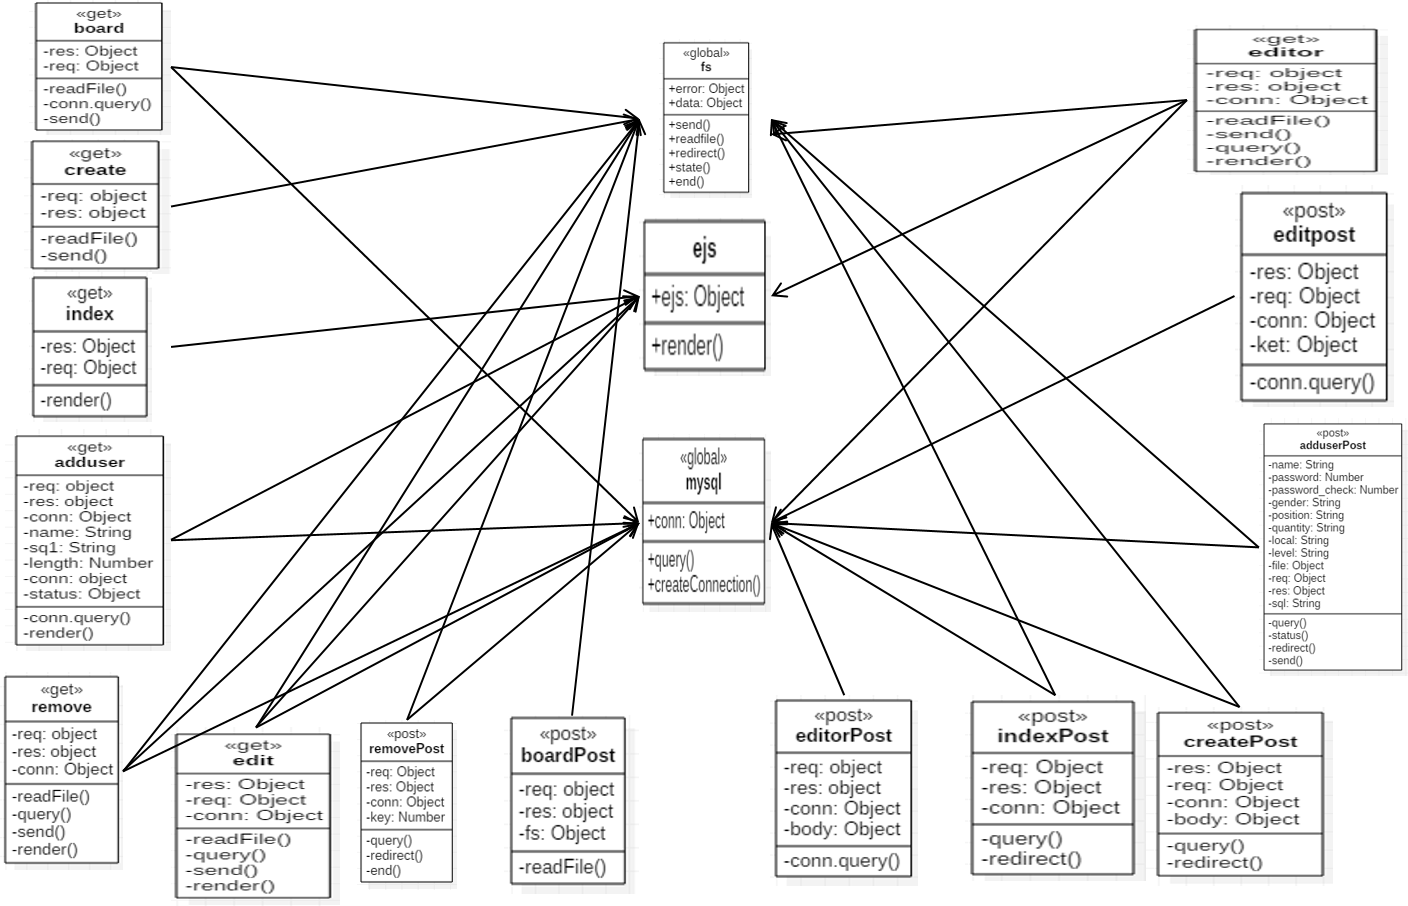 «get»
board
-res: Object
-req: Object
-readFile()
-conn.query()
-send()
«get»
create
-req: object
-res: object
-readFile()
-send()
«get»
index
-res: Object
-req: Object
-render()
«get»
adduser
-req: object
-res: object
-conn: Object
-name: String
-sq1: String
-length: Number
-conn: object
-status: Object
-conn.query()
-render()
«get»
remove
-req: object
-res: object
-conn: Object
-readFile()
-query()
-send()
-render()
«get»
edit
-res: Object
-req: Object
-conn: Object
-readFile()
-query()
-send()
-render()
«post»
removePost
-req: Object
-res: Object
-conn: Object
-key: Number
-query()
-redirect()
-end()
«post»
boardPost
-req: object
-res: object
-fs: Object
-readFile()
«global»
fs
+error: Object
+data: Object
+send()
+readfile()
+redirect()
+state()
+end()
ejs
+ejs: Object
+render()
«global»
mysql
+conn: Object
+query()
+createConnection()
«get»
editor
-req: object
-res: object
-conn: Object
-readFile()
-send()
-query()
-render()
«post»
editpost
-res: Object
-req: Object
-conn: Object
-ket: Object
-conn.query()
«post»
adduserPost
-name: String
-password: Number
-password_check: Number
-gender: String
-position: String
-quantity: String
-local: String
-level: String
-file: Object
-req: Object
-res: Object
-sql: String
-query()
-status()
-redirect()
-send()
«post»
editorPost
-req: object
-res: object
-conn: Object
-body: Object
-conn.query()
«post»
indexPost
-req: Object
-res: Object
-conn: Object
-query()
-redirect()
«post»
createPost
-res: Object
-req: Object
-conn: Object
-body: Object
-query()
-redirect()